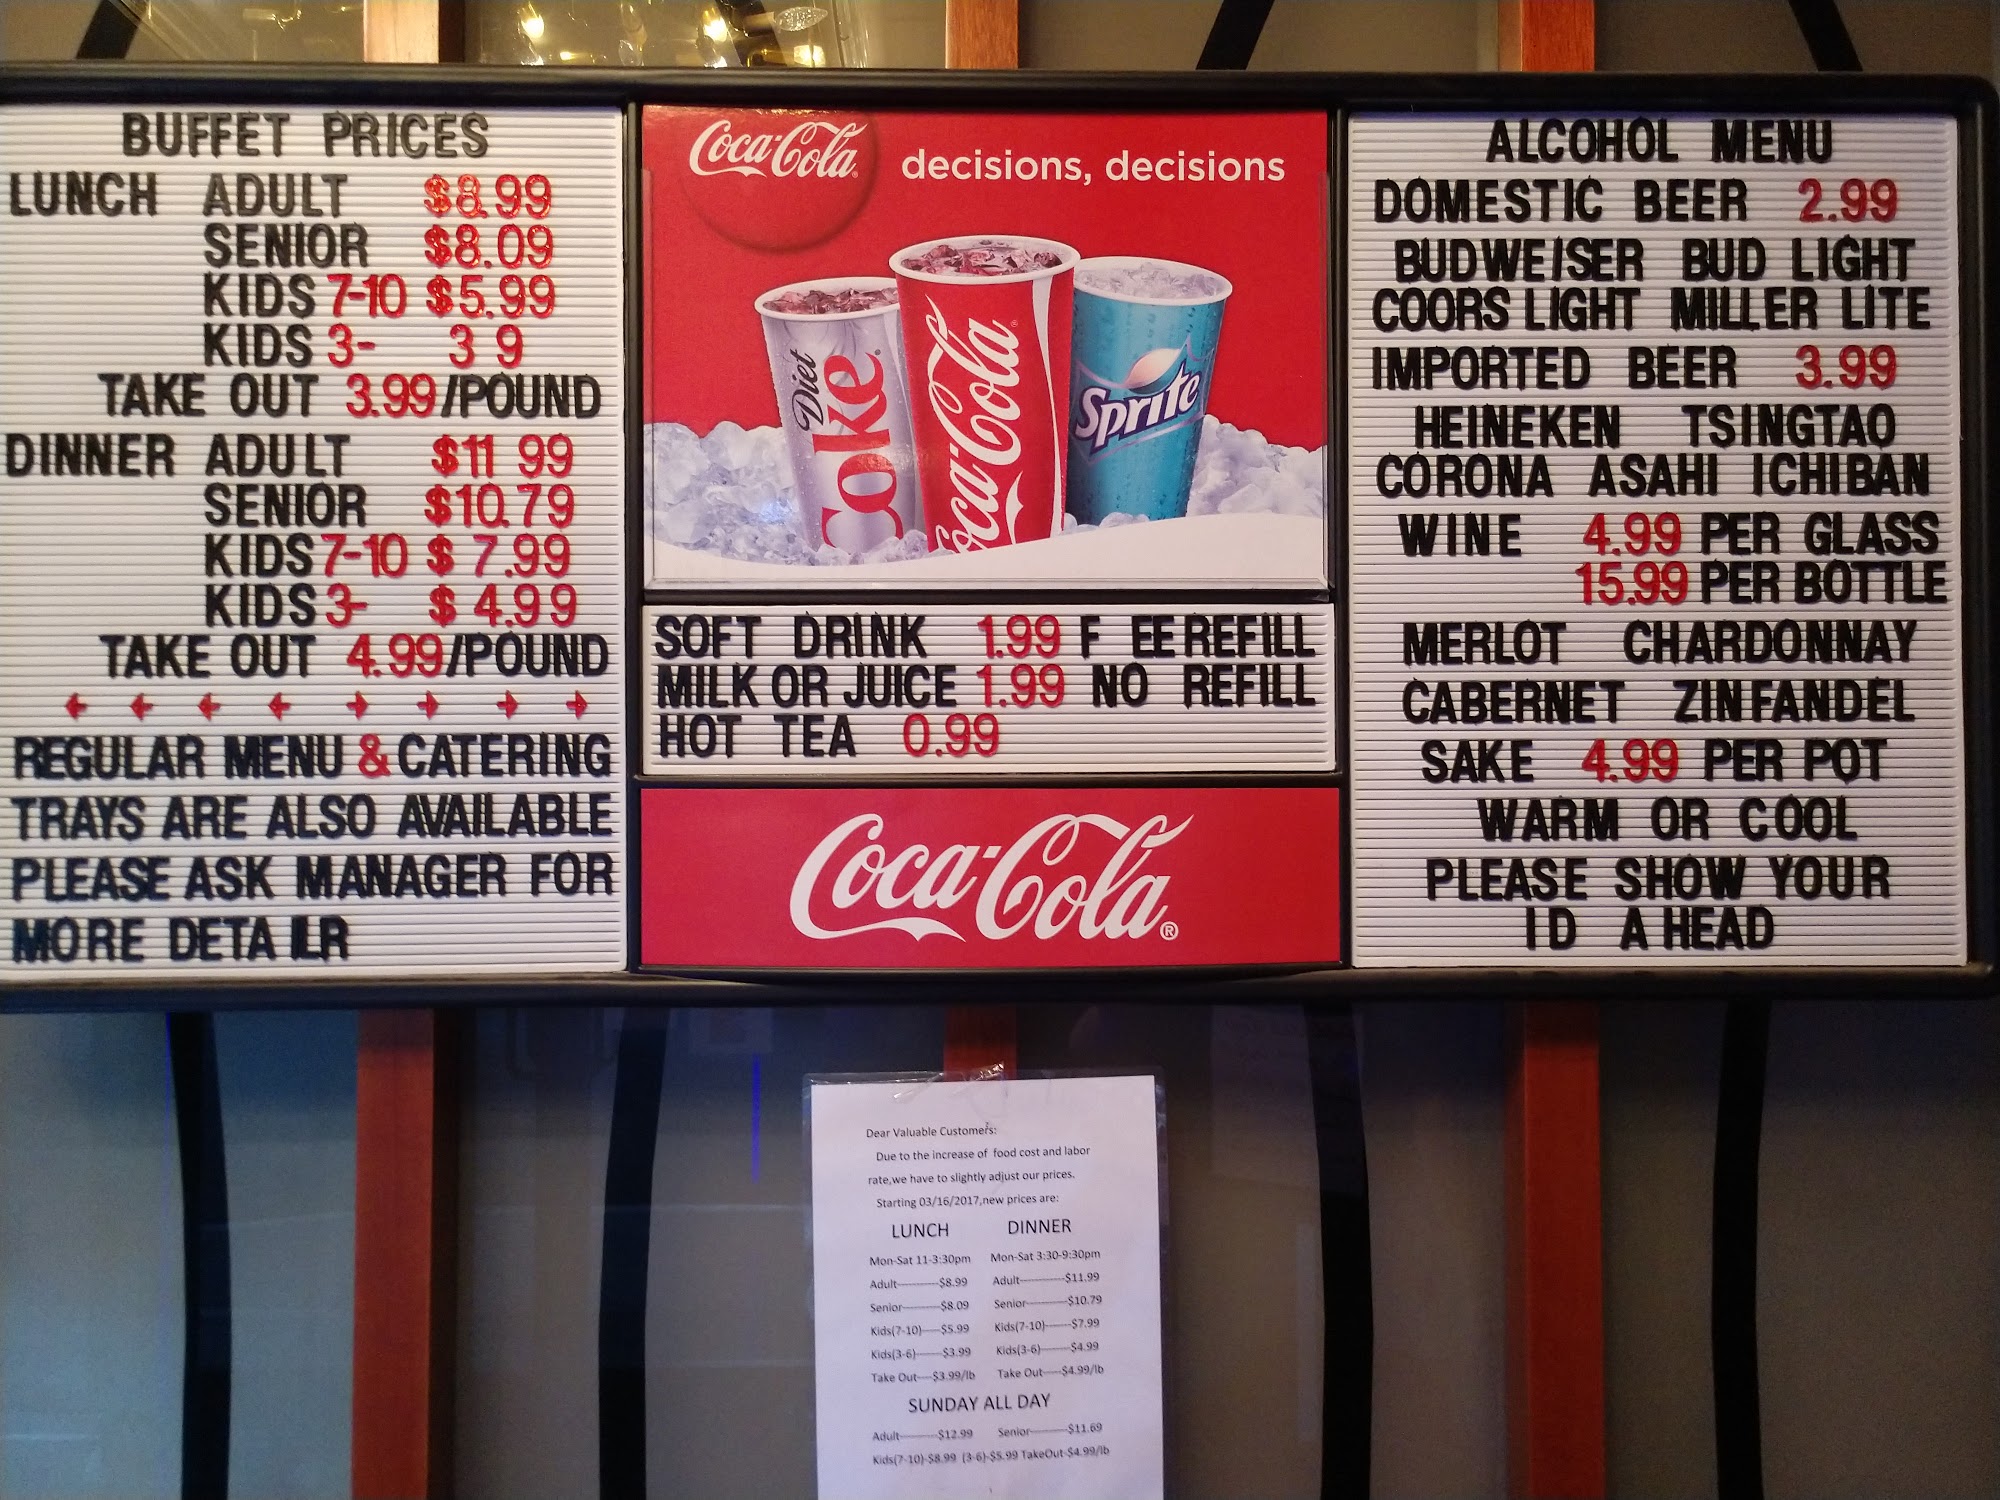 BUFFET PRICES
LUNCH ADULT $8.99
SENIOR $8.09
KIDS 7-10 $5.99
KIDS 3- 3 9
TAKE OUT 3.99/POUND
DINNER ADULT $11 99
SENIOR $10.79
KIDS 7-10 $ 7.99
KIDS 3- $ 4.99
TAKE OUT 4.99/POUND
REGULAR MENU & CATERING
TRAYS ARE ALSO AVAILABLE
PLEASE ASK MANAGER FOR
MORE DETA ILR
Coca-Cola decisions, decisions
Diet Coke
Coca-Cola
Sprite
SOFT DRINK 1.99 F EE REFILL
MILK OR JUICE 1.99 NO REFILL
HOT TEA 0.99
Coca-Cola®
ALCOHOL MENU
DOMESTIC BEER 2.99
BUDWEISER BUD LIGHT
COORS LIGHT MILLER LITE
IMPORTED BEER 3.99
HEINEKEN TSINGTAO
CORONA ASAHI ICHIBAN
WINE 4.99 PER GLASS
15.99 PER BOTTLE
MERLOT CHARDONNAY
CABERNET ZINFANDEL
SAKE 4.99 PER POT
WARM OR COOL
PLEASE SHOW YOUR
ID AHEAD
Dear Valuable Customers:
Due to the increase of food cost and labor
rate,we have to slightly adjust our prices.
Starting 03/16/2017,new prices are:
LUNCH DINNER
Mon-Sat 11-3:30pm Mon-Sat 3:30-9:30pm
Adult-----------$8.99 Adult------------$11.99
Senior----------$8.09 Senior-----------$10.79
Kids(7-10)-----$5.99 Kids(7-10)-------$7.99
Kids(3-6)-------$3.99 Kids(3-6)--------$4.99
Take Out----$3.99/lb Take Out-----$4.99/lb
SUNDAY ALL DAY
Adult----------$12.99 Senior----------$11.69
Kids(7-10)-$8.99 (3-6)-$5.99 TakeOut-$4.99/lb